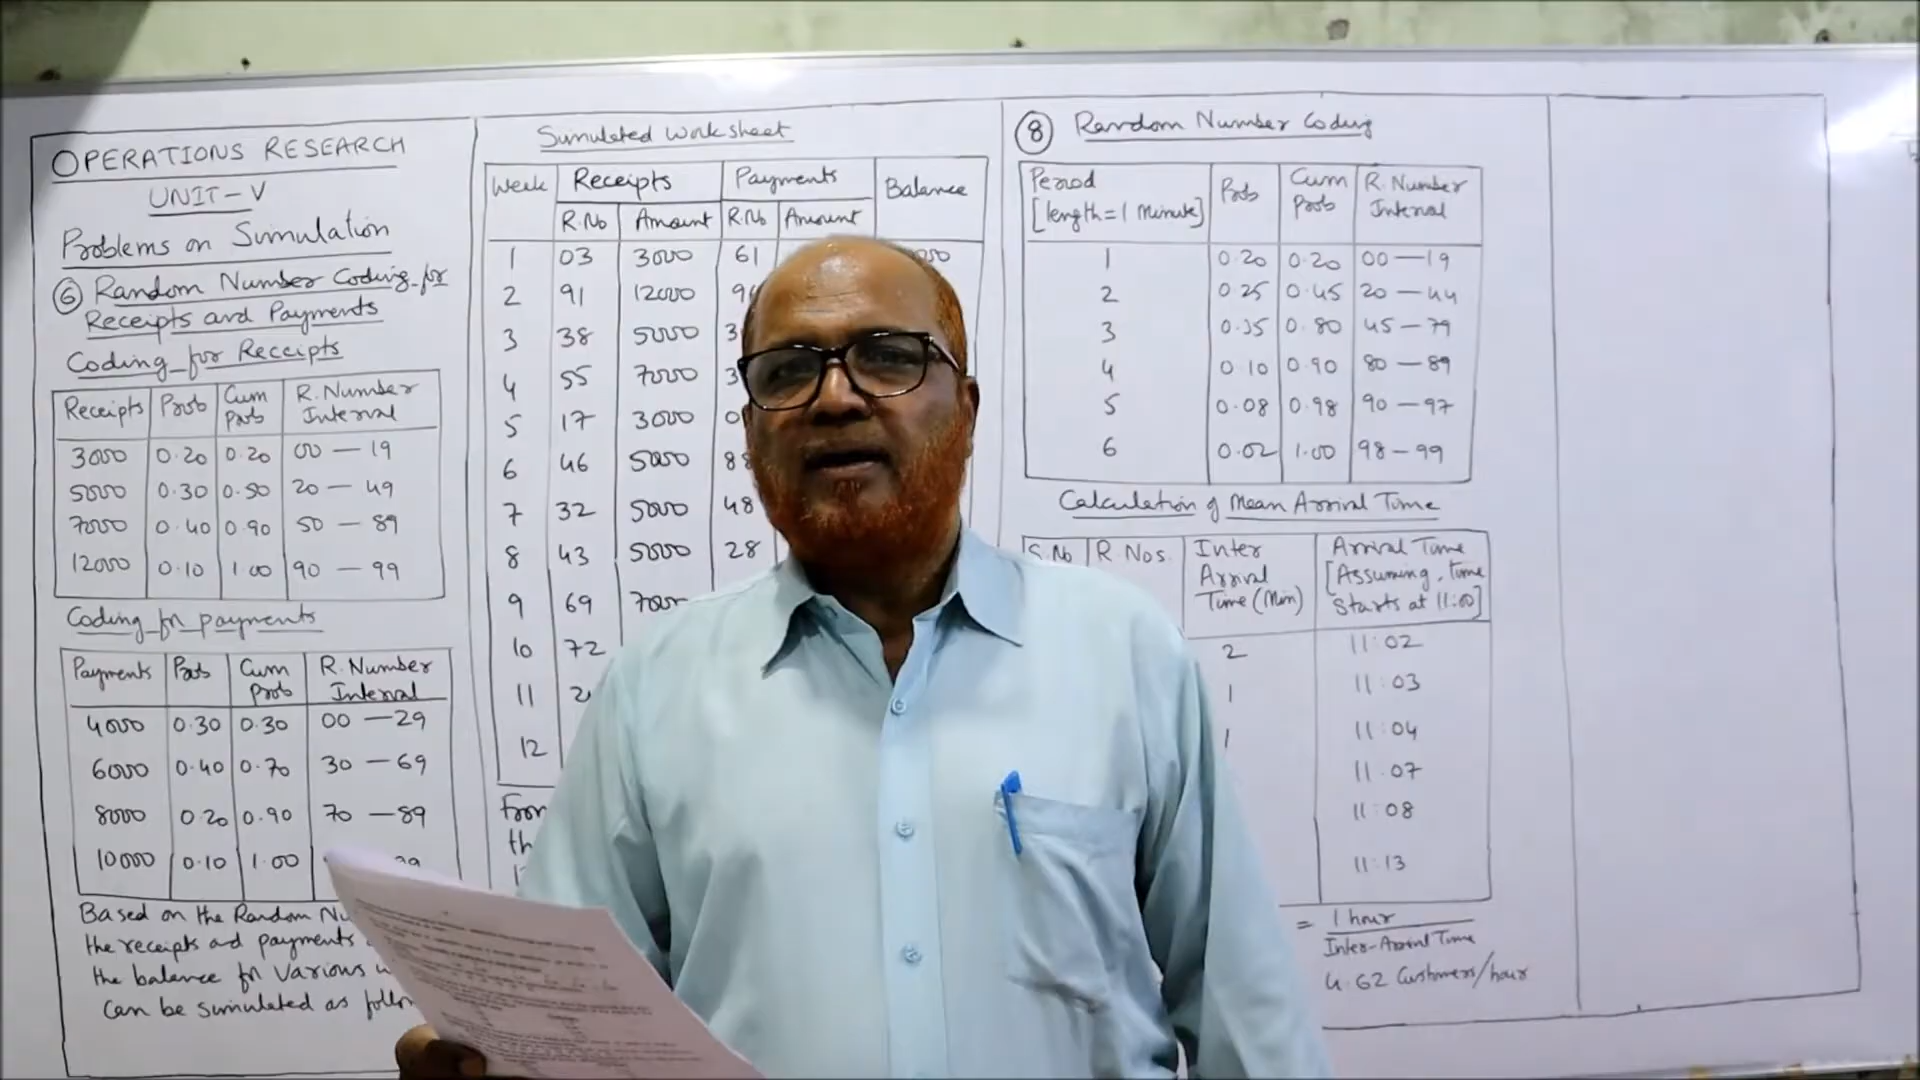 OPERATIONS RESEARCH
UNIT-V
Problems on Simulation
6 Random Number Coding for
Receipts and Payments
Coding for Receipts
Receipts Prob Cum Prob R. Number Interval
3000 0.20 0.20 00 — 19
5000 0.30 0.50 20 — 49
7000 0.40 0.90 50 — 89
12000 0.10 1.00 90 — 99
Coding for payments
Payments Prob Cum Prob R. Number Interval
4000 0.30 0.30 00 — 29
6000 0.40 0.70 30 — 69
8000 0.20 0.90 70 — 89
10000 0.10 1.00
Based on the Random
the receipts and payments
the balance for various
can be simulated as
Simulated Worksheet
Week Receipts Payments Balance
R.No Amount R.No Amount
1 03 3000 61
2 91 12000
3 38 5000
4 55 7000
5 17 3000
6 46 5000 88
7 32 5000 48
8 43 5000 28
9 69 7000
10 72
11
12
8 Random Number Coding
Period [length = 1 Minute] Prob Cum Prob R. Number Interval
1 0.20 0.20 00 — 19
2 0.25 0.45 20 — 44
3 0.35 0.80 45 — 79
4 0.10 0.90 80 — 89
5 0.08 0.98 90 — 97
6 0.02 1.00 98 — 99
Calculation of Mean Arrival Time
S.No R Nos. Inter Arrival Time (Min) Arrival Time [Assuming, time starts at 11:00]
2 11:02
1 11:03
1 11:04
11:07
11:08
11:13
= 1 hour
Inter-Arrival Time
4.62 Customers/hour